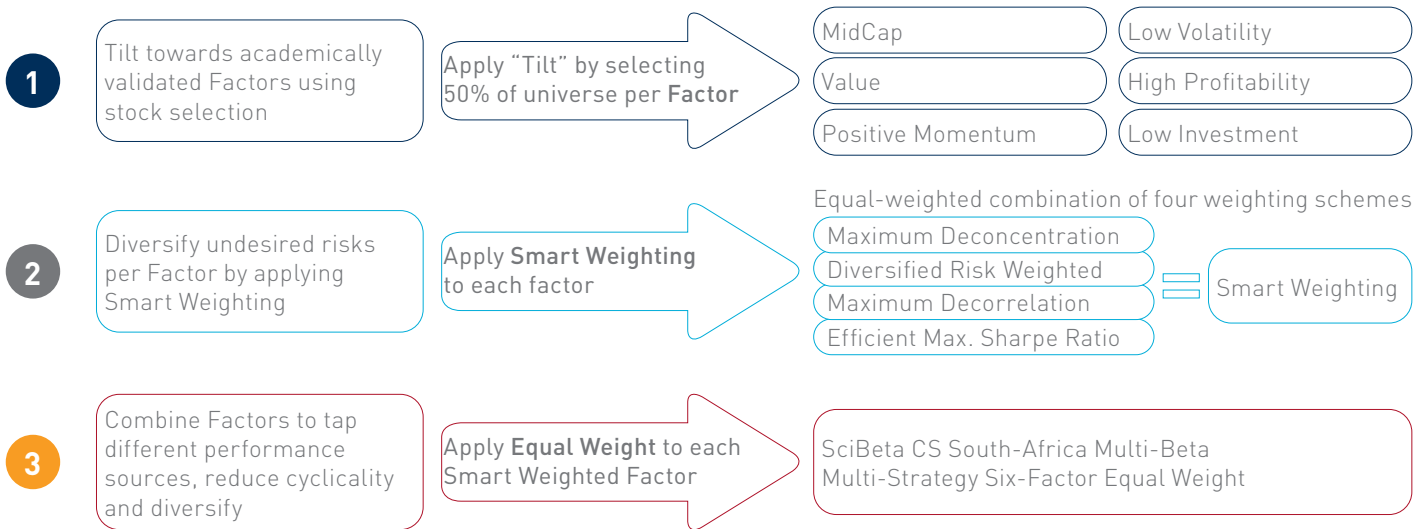 1
Tilt towards academically
validated Factors using
stock selection
Apply “Tilt” by selecting
50% of universe per Factor
MidCap
Low Volatility
Value
High Profitability
Positive Momentum
Low Investment
2
Diversify undesired risks
per Factor by applying
Smart Weighting
Apply Smart Weighting
to each factor
Equal-weighted combination of four weighting schemes
Maximum Deconcentration
Diversified Risk Weighted
Maximum Decorrelation
Efficient Max. Sharpe Ratio
Smart Weighting
3
Combine Factors to tap
different performance
sources, reduce cyclicality
and diversify
Apply Equal Weight to each
Smart Weighted Factor
SciBeta CS South-Africa Multi-Beta
Multi-Strategy Six-Factor Equal Weight